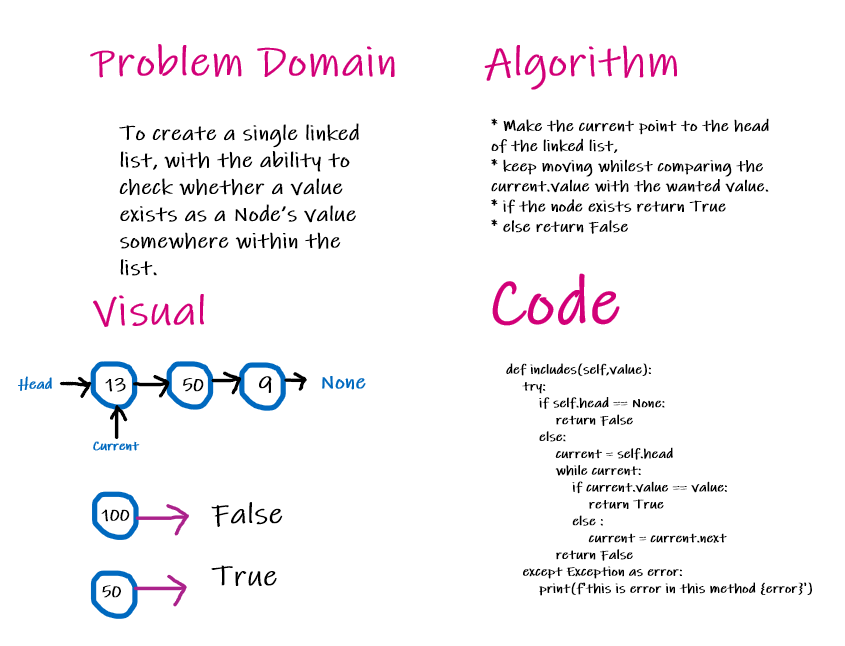 Problem Domain
To create a single linked
list, with the ability to
check whether a value
exists as a Node's value
somewhere within the
list.
Visual
Head 13 50 9 None
Current
100 False
50 True
Algorithm
* Make the current point to the head
of the linked list,
* keep moving whilest comparing the
current.value with the wanted value.
* if the node exists return True
* else return False
Code
def includes(self,value):
try:
if self.head == None:
return False
else:
current = self.head
while current:
if current.value == value:
return True
else :
current = current.next
return False
except Exception as error:
print(f'this is error in this method {error}')